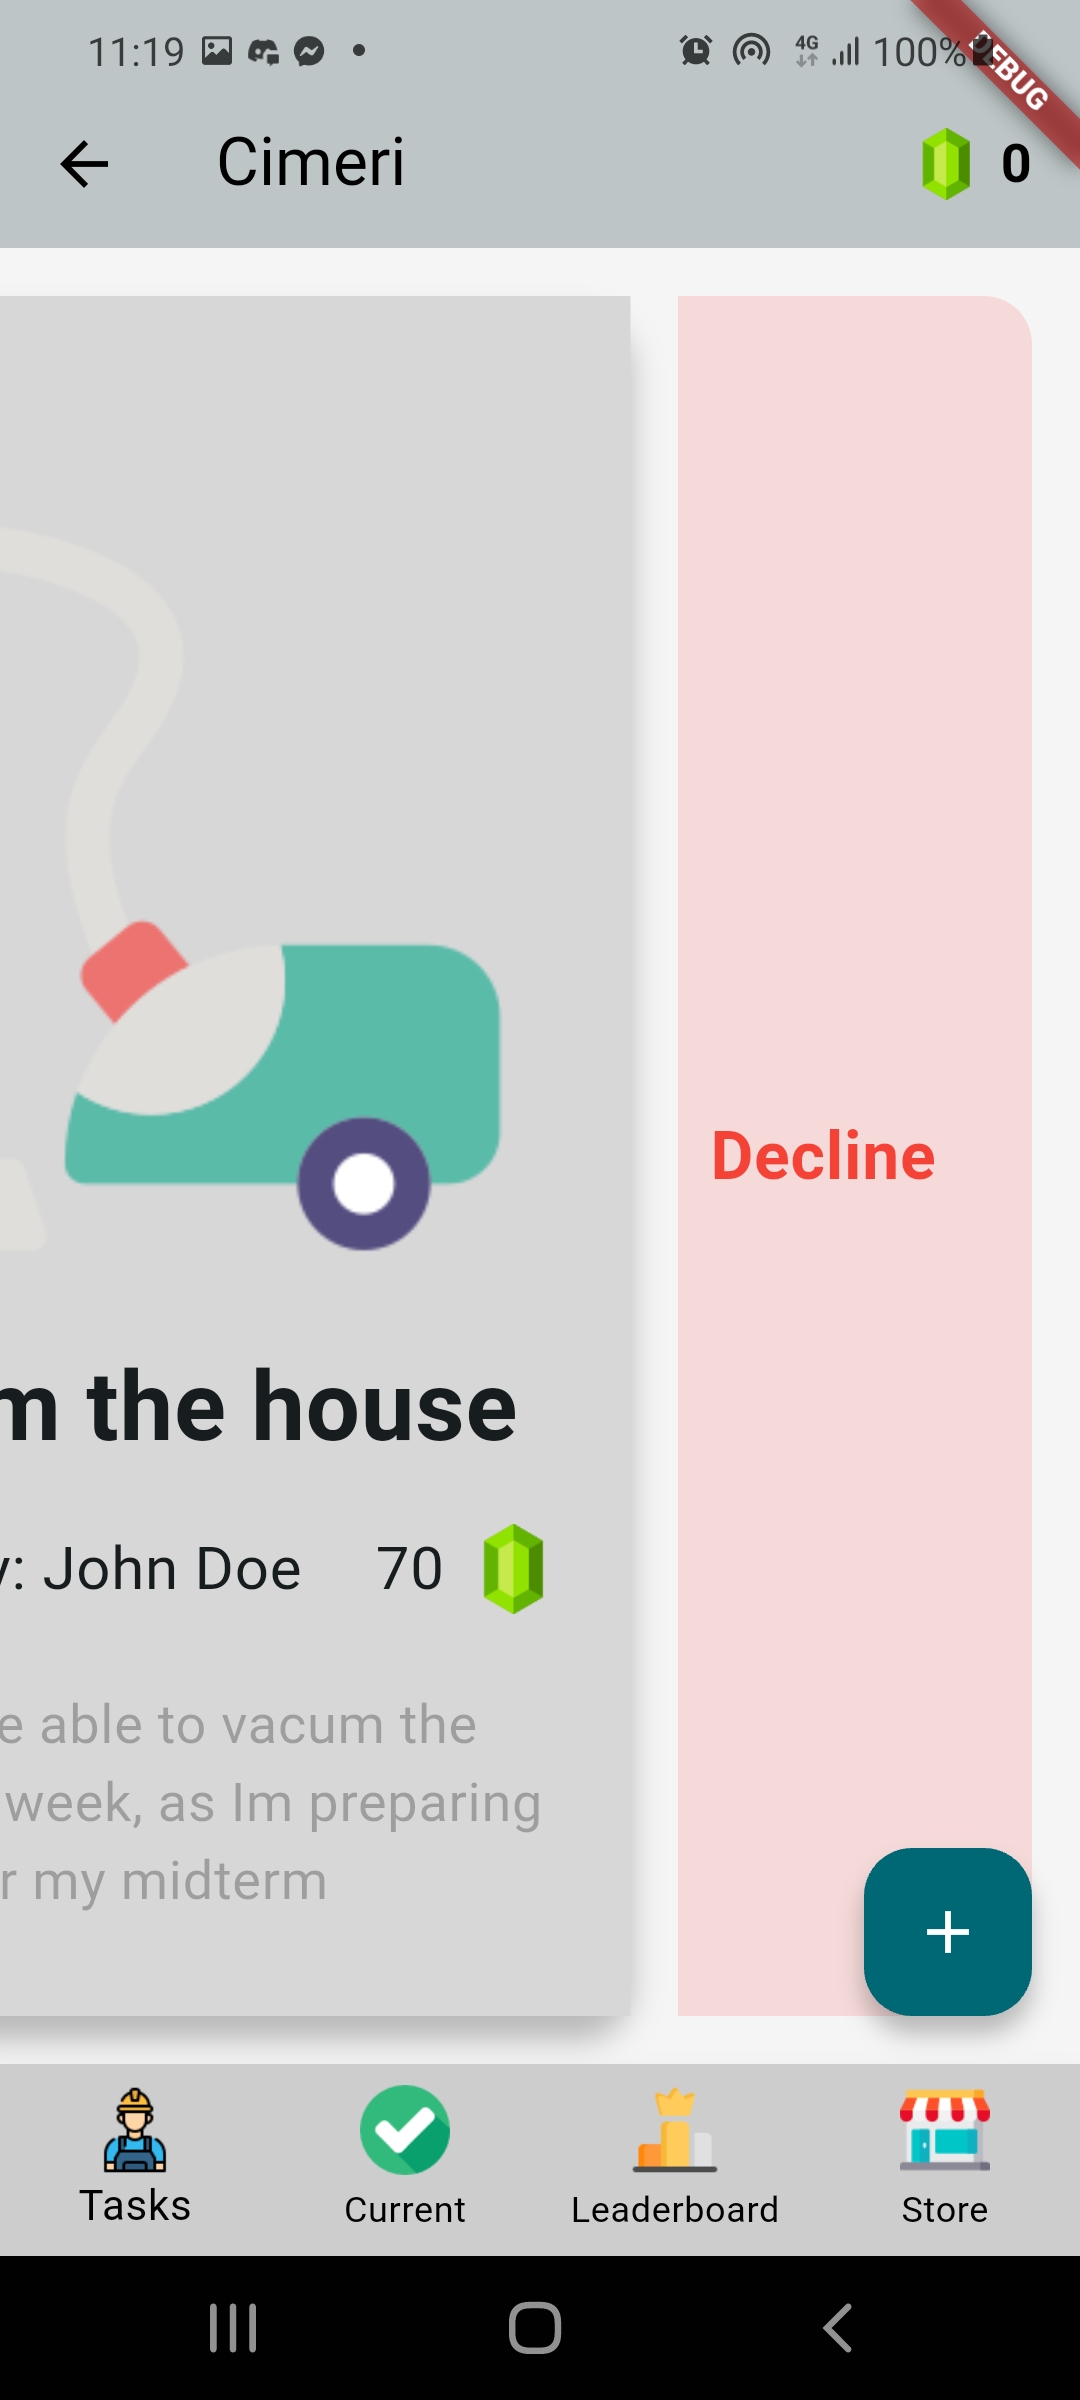 11:19
4G
100%
DEBUG
Cimeri
0
Decline
m the house
y: John Doe 70
e able to vacum the
week, as Im preparing
r my midterm
Tasks
Current
Leaderboard
Store